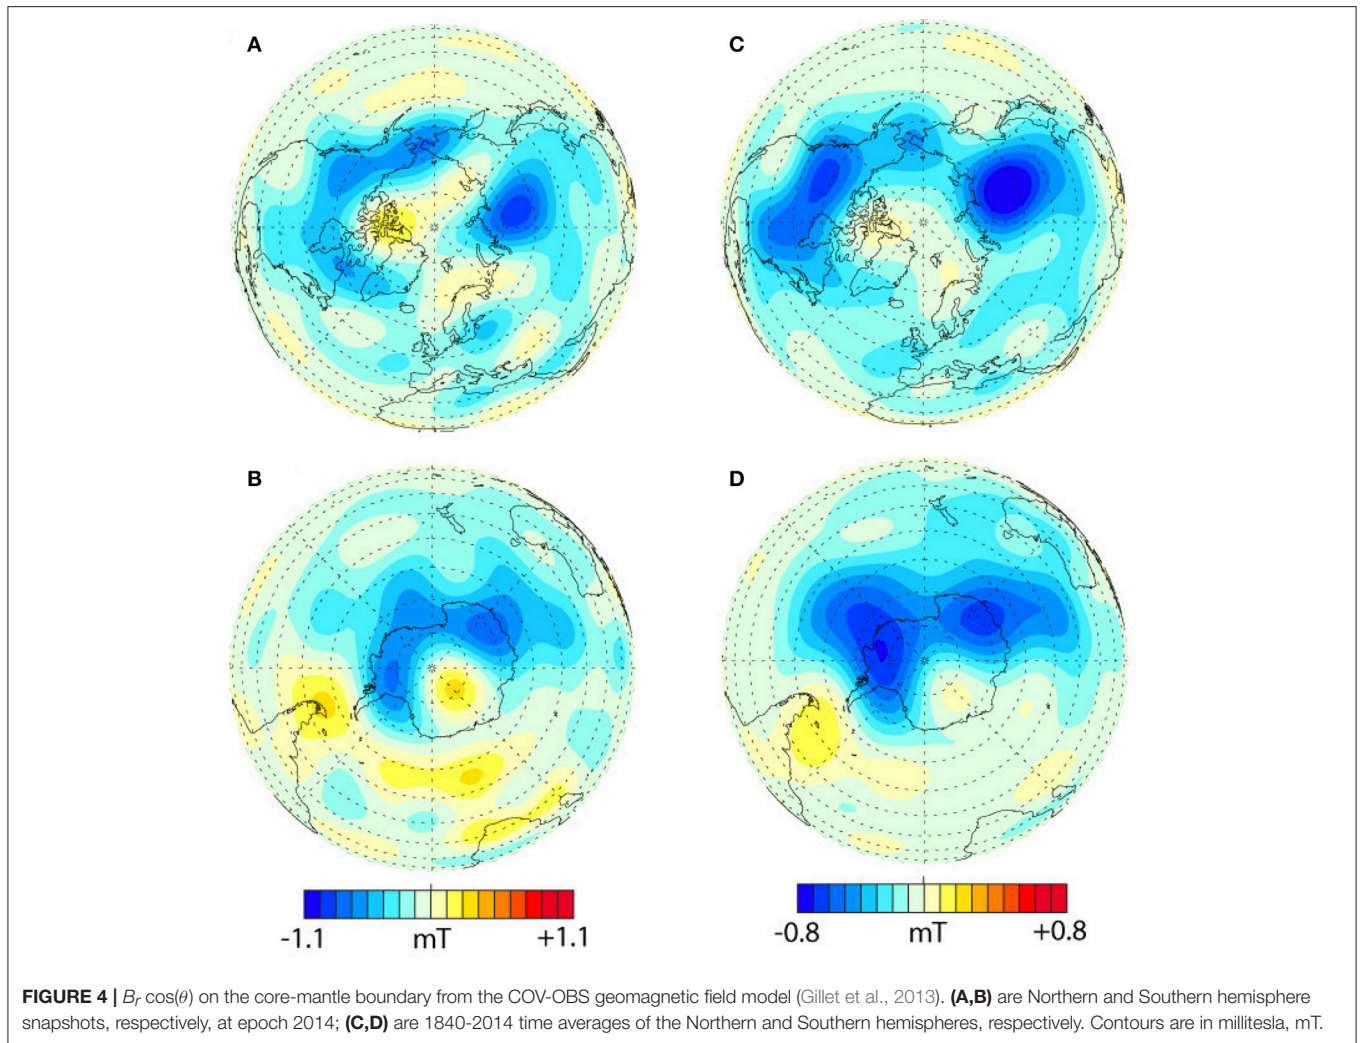 A
C
B
D
-1.1 mT +1.1
-0.8 mT +0.8
FIGURE 4 | Br cos(θ) on the core-mantle boundary from the COV-OBS geomagnetic field model (Gillet et al., 2013). (A,B) are Northern and Southern hemisphere
snapshots, respectively, at epoch 2014; (C,D) are 1840-2014 time averages of the Northern and Southern hemispheres, respectively. Contours are in millitesla, mT.